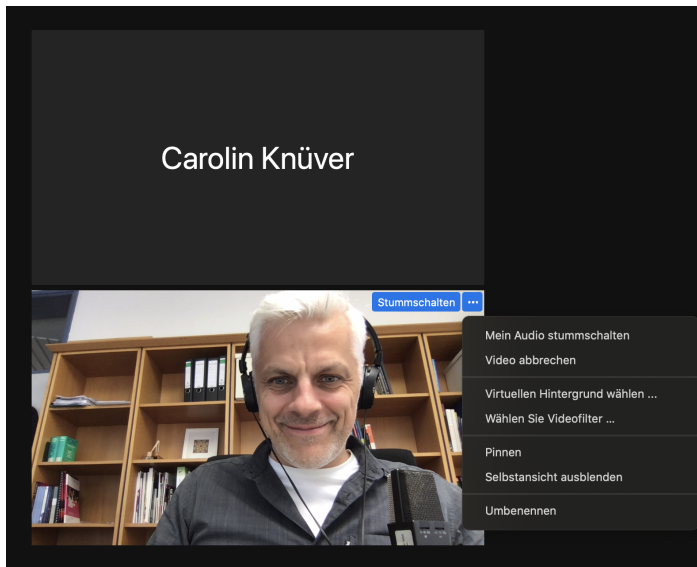 Carolin Knüver
Stummschalten ...
Mein Audio stummschalten
Video abbrechen
Virtuellen Hintergrund wählen ...
Wählen Sie Videofilter ...
Pinnen
Selbstansicht ausblenden
Umbenennen